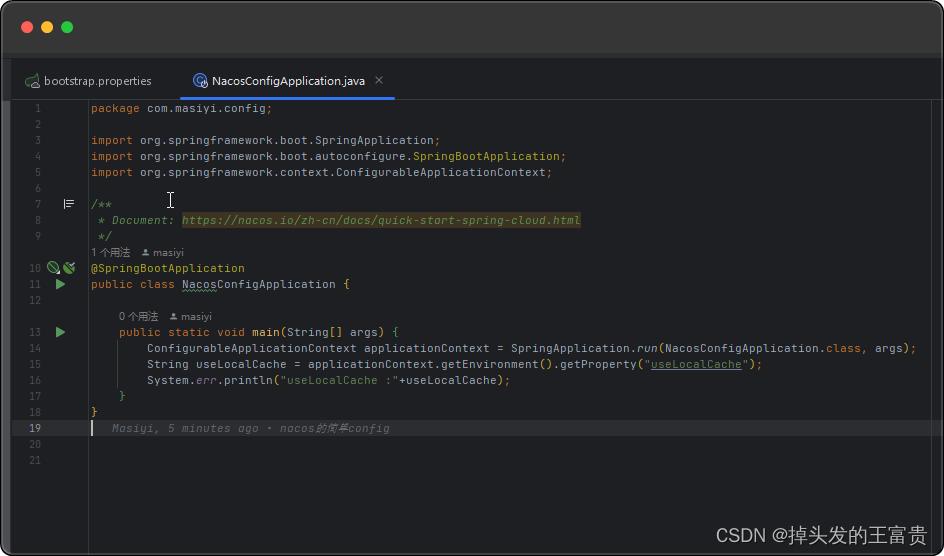 bootstrap.properties NacosConfigApplication.java
1 package com.masiyi.config;
2
3 import org.springframework.boot.SpringApplication;
4 import org.springframework.boot.autoconfigure.SpringBootApplication;
5 import org.springframework.context.ConfigurableApplicationContext;
6
7 /**
8 * Document: https://nacos.io/zh-cn/docs/quick-start-spring-cloud.html
9 */
1 个用法 masiyi
10 @SpringBootApplication
11 public class NacosConfigApplication {
12
0 个用法 masiyi
13 public static void main(String[] args) {
14 ConfigurableApplicationContext applicationContext = SpringApplication.run(NacosConfigApplication.class, args);
15 String useLocalCache = applicationContext.getEnvironment().getProperty("useLocalCache");
16 System.err.println("useLocalCache :"+useLocalCache);
17 }
18 }
19 Masiyi, 5 minutes ago • nacos的简单config
20
21
CSDN @掉头发的王富贵